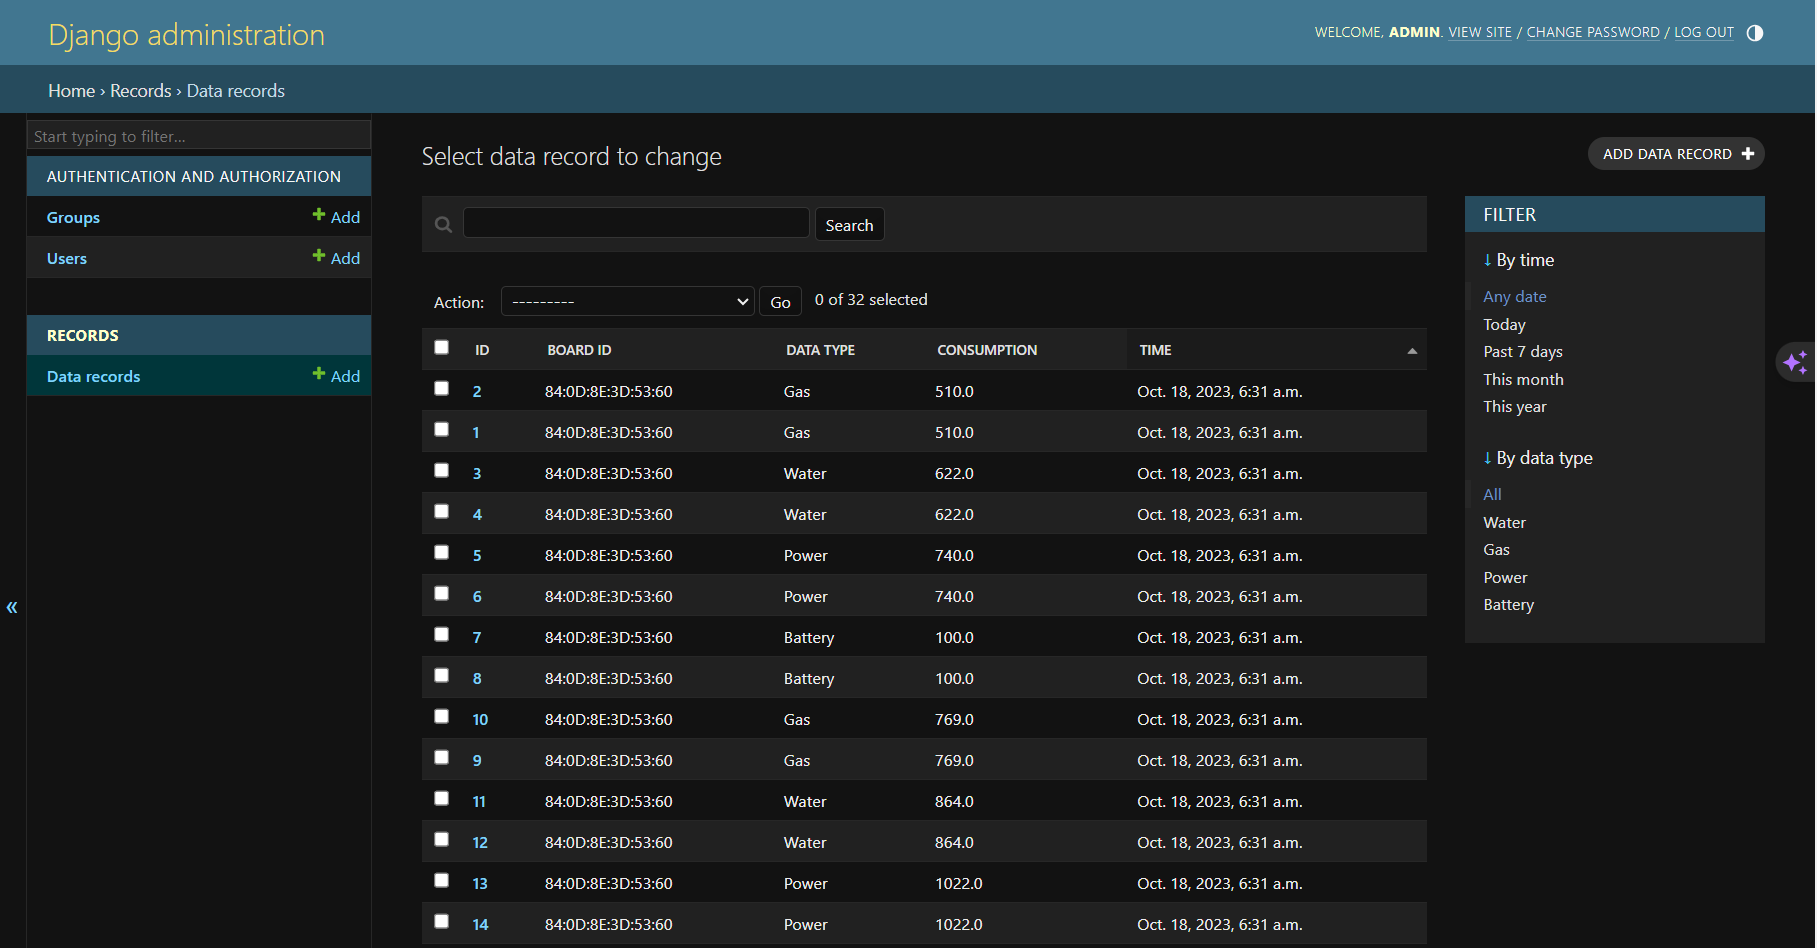 Django administration
WELCOME, ADMIN. VIEW SITE / CHANGE PASSWORD / LOG OUT
Home › Records › Data records
Start typing to filter...
AUTHENTICATION AND AUTHORIZATION
Groups Add
Users Add
RECORDS
Data records Add
«
Select data record to change
ADD DATA RECORD
Search
Action: --------- Go 0 of 32 selected
ID BOARD ID DATA TYPE CONSUMPTION TIME
2 84:0D:8E:3D:53:60 Gas 510.0 Oct. 18, 2023, 6:31 a.m.
1 84:0D:8E:3D:53:60 Gas 510.0 Oct. 18, 2023, 6:31 a.m.
3 84:0D:8E:3D:53:60 Water 622.0 Oct. 18, 2023, 6:31 a.m.
4 84:0D:8E:3D:53:60 Water 622.0 Oct. 18, 2023, 6:31 a.m.
5 84:0D:8E:3D:53:60 Power 740.0 Oct. 18, 2023, 6:31 a.m.
6 84:0D:8E:3D:53:60 Power 740.0 Oct. 18, 2023, 6:31 a.m.
7 84:0D:8E:3D:53:60 Battery 100.0 Oct. 18, 2023, 6:31 a.m.
8 84:0D:8E:3D:53:60 Battery 100.0 Oct. 18, 2023, 6:31 a.m.
10 84:0D:8E:3D:53:60 Gas 769.0 Oct. 18, 2023, 6:31 a.m.
9 84:0D:8E:3D:53:60 Gas 769.0 Oct. 18, 2023, 6:31 a.m.
11 84:0D:8E:3D:53:60 Water 864.0 Oct. 18, 2023, 6:31 a.m.
12 84:0D:8E:3D:53:60 Water 864.0 Oct. 18, 2023, 6:31 a.m.
13 84:0D:8E:3D:53:60 Power 1022.0 Oct. 18, 2023, 6:31 a.m.
14 84:0D:8E:3D:53:60 Power 1022.0 Oct. 18, 2023, 6:31 a.m.
FILTER
↓ By time
Any date
Today
Past 7 days
This month
This year
↓ By data type
All
Water
Gas
Power
Battery